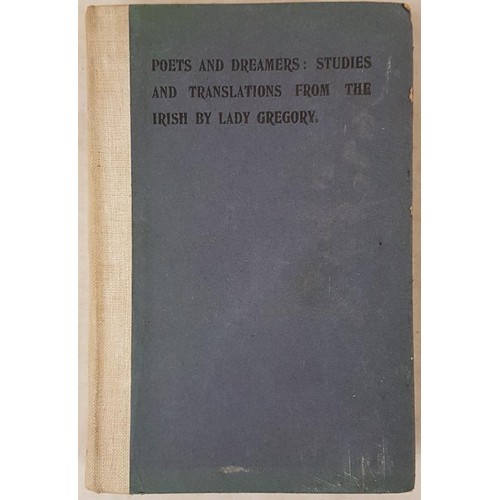 POETS AND DREAMERS: STUDIES
AND TRANSLATIONS FROM THE
IRISH BY LADY GREGORY.